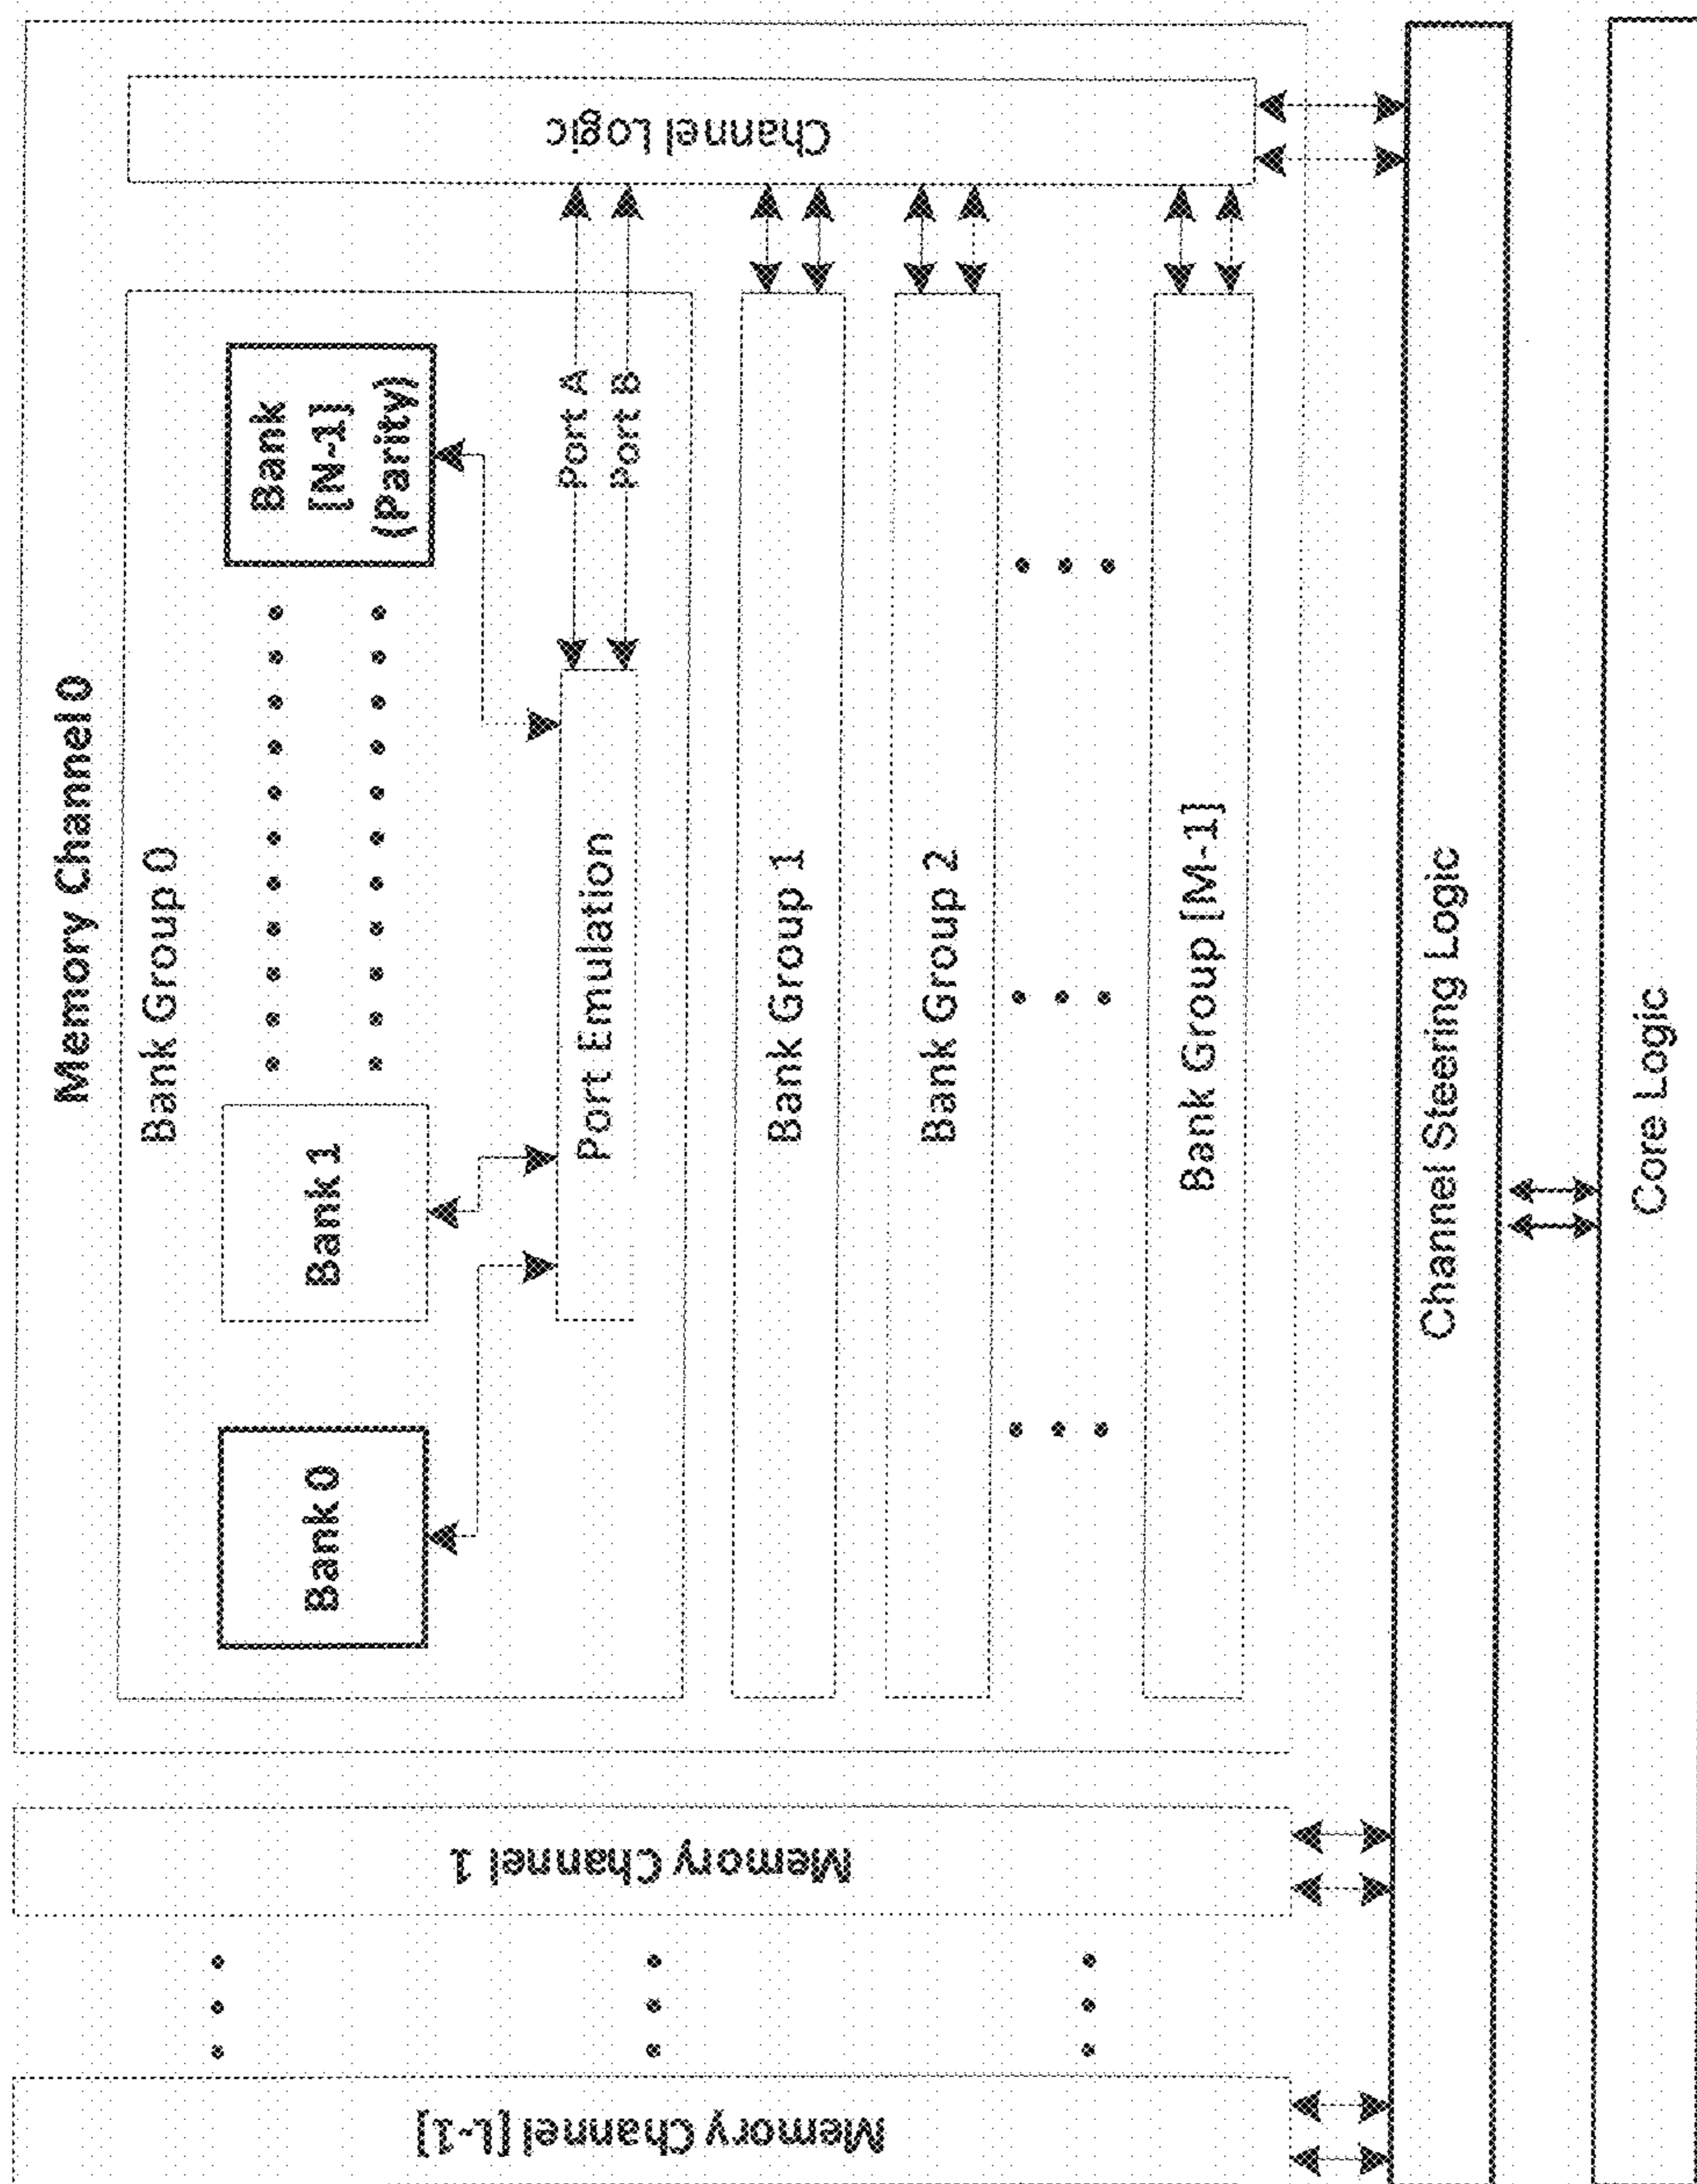 Memory Channel [L-1]
Memory Channel 1
Memory Channel 0
Bank Group 0
Bank 0
Bank 1
Bank
[N-1]
(Parity)
Port Emulation
Port A
Port B
Bank Group 1
Bank Group 2
Bank Group [M-1]
Channel Logic
Channel Steering Logic
Core Logic